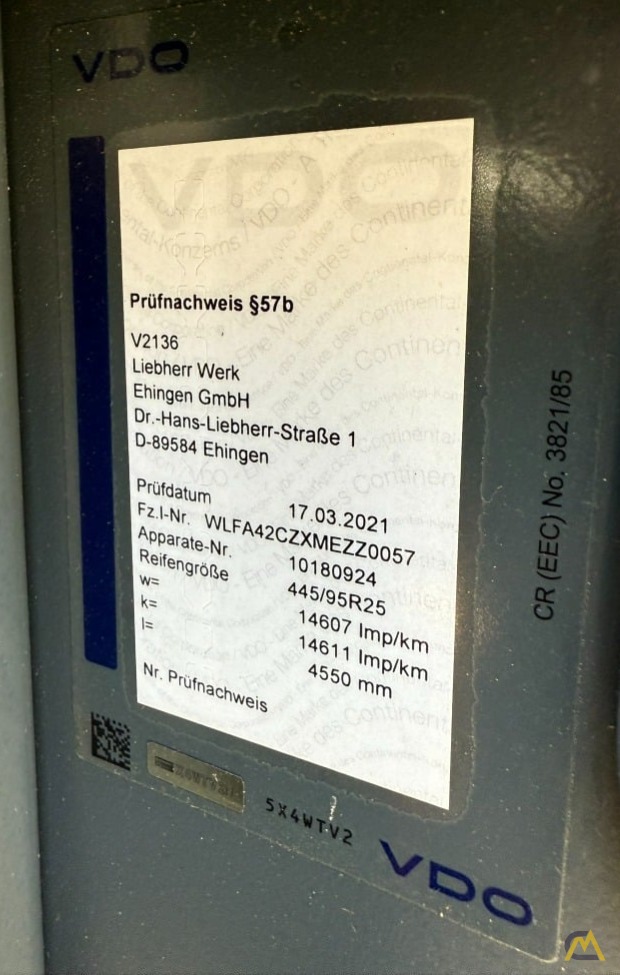 VDO
Prüfnachweis §57b
V2136
Liebherr Werk
Ehingen GmbH
Dr.-Hans-Liebherr-Straße 1
D-89584 Ehingen
Prüfdatum 17.03.2021
Fz.I-Nr. WLFA42CZXMEZZ0057
Apparate-Nr. 10180924
Reifengröße 445/95R25
w= 14607 Imp/km
k= 14611 Imp/km
l= 4550 mm
Nr. Prüfnachweis
CR (EEC) No. 3821/85
5X4WTV2
VDO